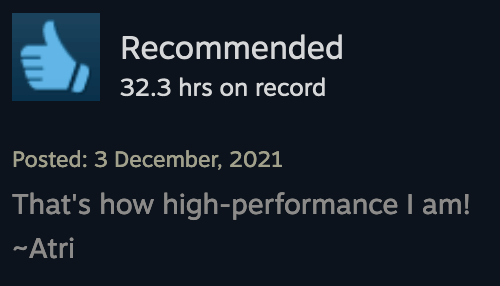 Recommended
32.3 hrs on record
Posted: 3 December, 2021
That's how high-performance I am!
~Atri